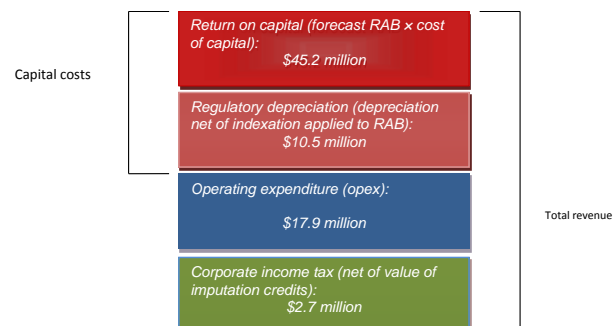 Return on capital (forecast RAB × cost
of capital):
$45.2 million
Capital costs
Regulatory depreciation (depreciation
net of indexation applied to RAB):
$10.5 million
Operating expenditure (opex):
$17.9 million
Total revenue
Corporate income tax (net of value of
imputation credits):
$2.7 million